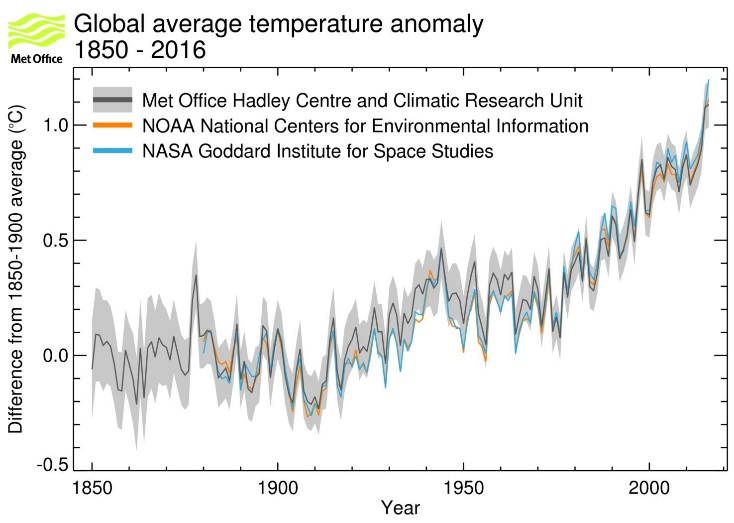 Global average temperature anomaly
1850 - 2016
Met Office
Met Office Hadley Centre and Climatic Research Unit
NOAA National Centers for Environmental Information
NASA Goddard Institute for Space Studies
Difference from 1850-1900 average (°C)
1.0
0.5
0.0
-0.5
1850
1900
1950
2000
Year